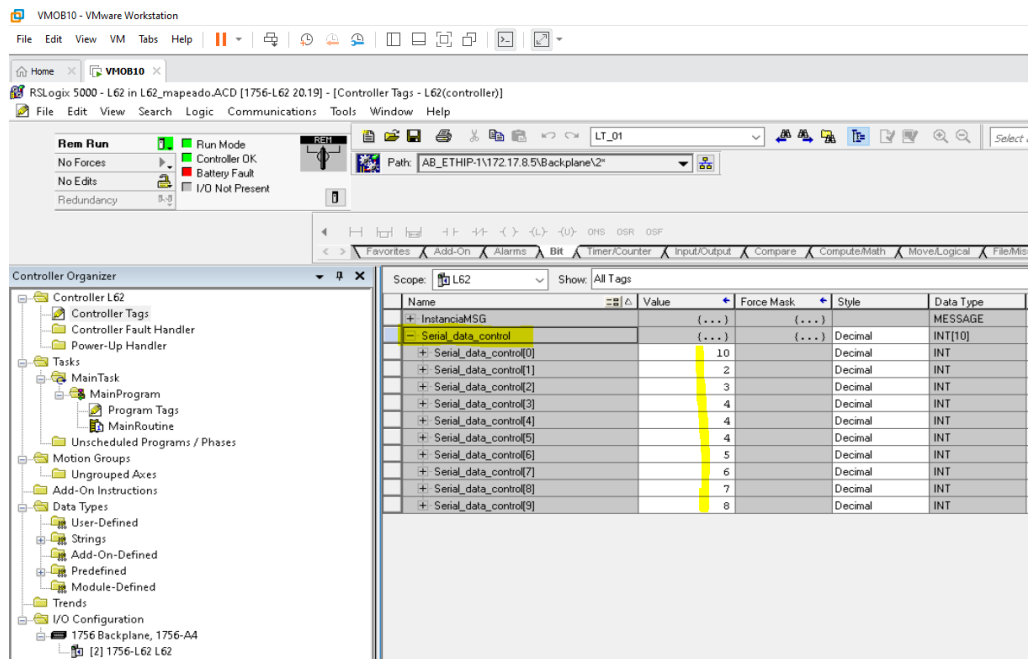 VMOB10 - VMware Workstation
File Edit View VM Tabs Help
Home × VMOB10 ×
RSLogix 5000 - L62 in L62_mapeado.ACD [1756-L62 20.19] - [Controller Tags - L62(controller)]
File Edit View Search Logic Communications Tools Window Help
Rem Run
Run Mode
REM
LT_01
Select
No Forces
Controller OK
Path: AB_ETHIP-1\172.17.8.5\Backplane\2*
Battery Fault
No Edits
I/O Not Present
Redundancy
ONS OSR OSF
Favorites Add-On Alarms Bit Timer/Counter Input/Output Compare Compute/Math Move/Logical File/Mis
Controller Organizer
Scope: L62 Show: All Tags
Controller L62
Controller Tags
Controller Fault Handler
Power-Up Handler
Tasks
MainTask
MainProgram
Program Tags
MainRoutine
Unscheduled Programs / Phases
Motion Groups
Ungrouped Axes
Add-On Instructions
Data Types
User-Defined
Strings
Add-On-Defined
Predefined
Module-Defined
Trends
I/O Configuration
1756 Backplane, 1756-A4
[2] 1756-L62 L62
Name Value Force Mask Style Data Type
+ InstanciaMSG {...} {...} MESSAGE
- Serial_data_control {...} {...} Decimal INT[10]
+ Serial_data_control[0] 10 Decimal INT
+ Serial_data_control[1] 2 Decimal INT
+ Serial_data_control[2] 3 Decimal INT
+ Serial_data_control[3] 4 Decimal INT
+ Serial_data_control[4] 4 Decimal INT
+ Serial_data_control[5] 4 Decimal INT
+ Serial_data_control[6] 5 Decimal INT
+ Serial_data_control[7] 6 Decimal INT
+ Serial_data_control[8] 7 Decimal INT
+ Serial_data_control[9] 8 Decimal INT